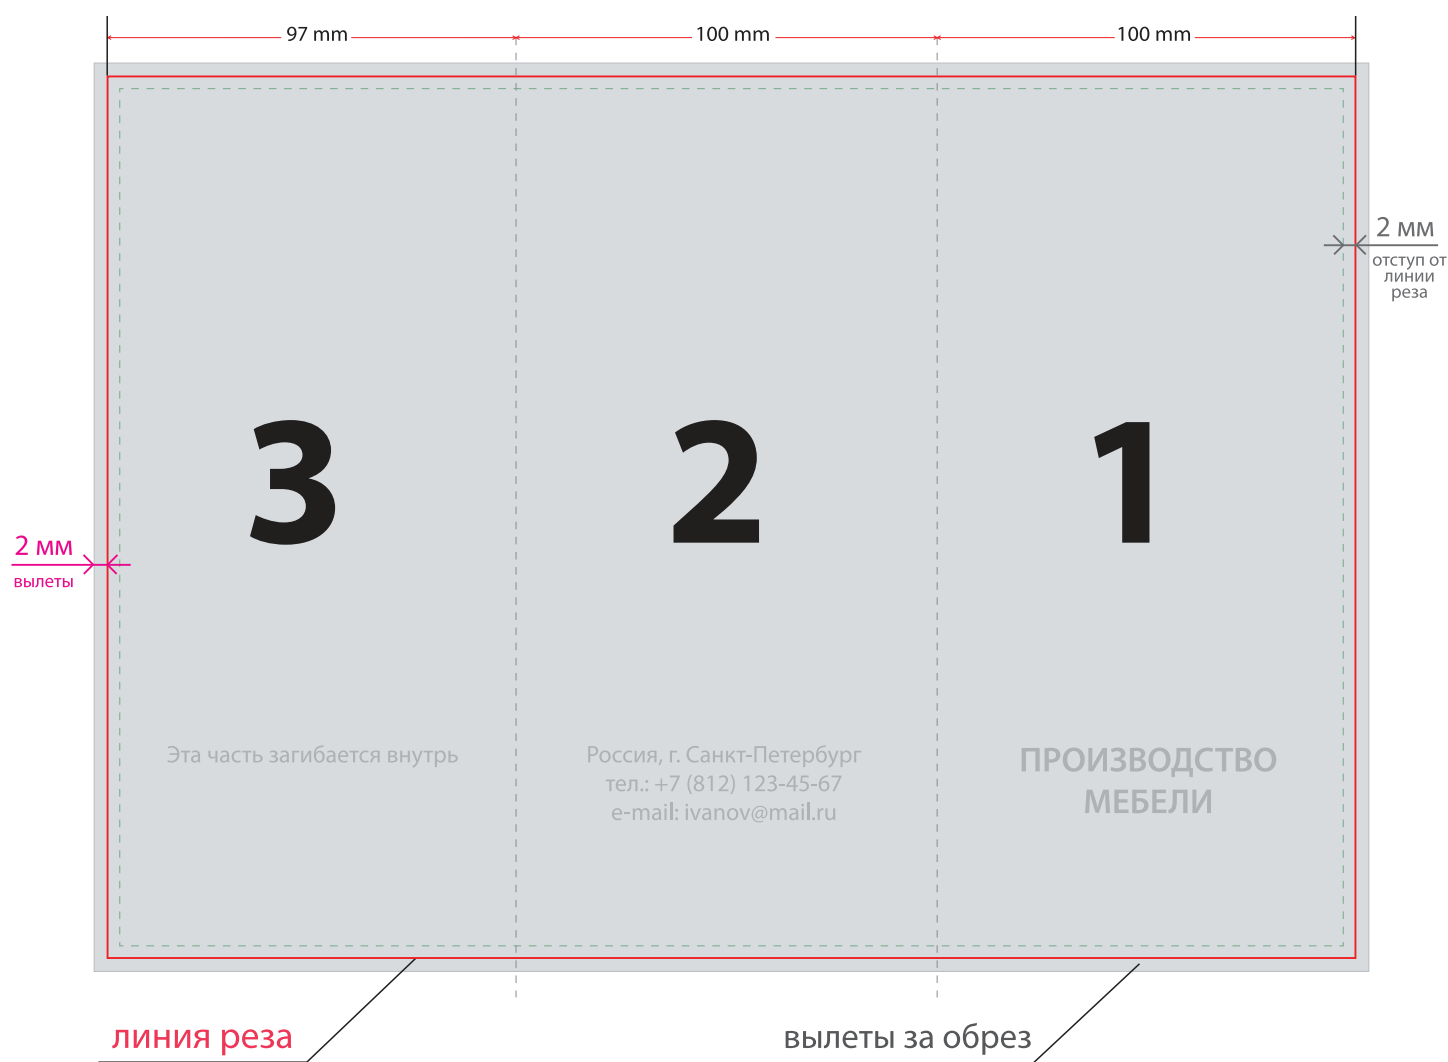 97 mm
100 mm
100 mm
2 мм
отступ от
линии
реза
3
2
1
2 мм
вылеты
Эта часть загибается внутрь
Россия, г. Санкт-Петербург
тел.: +7 (812) 123-45-67
e-mail: ivanov@mail.ru
ПРОИЗВОДСТВО
МЕБЕЛИ
линия реза
вылеты за обрез